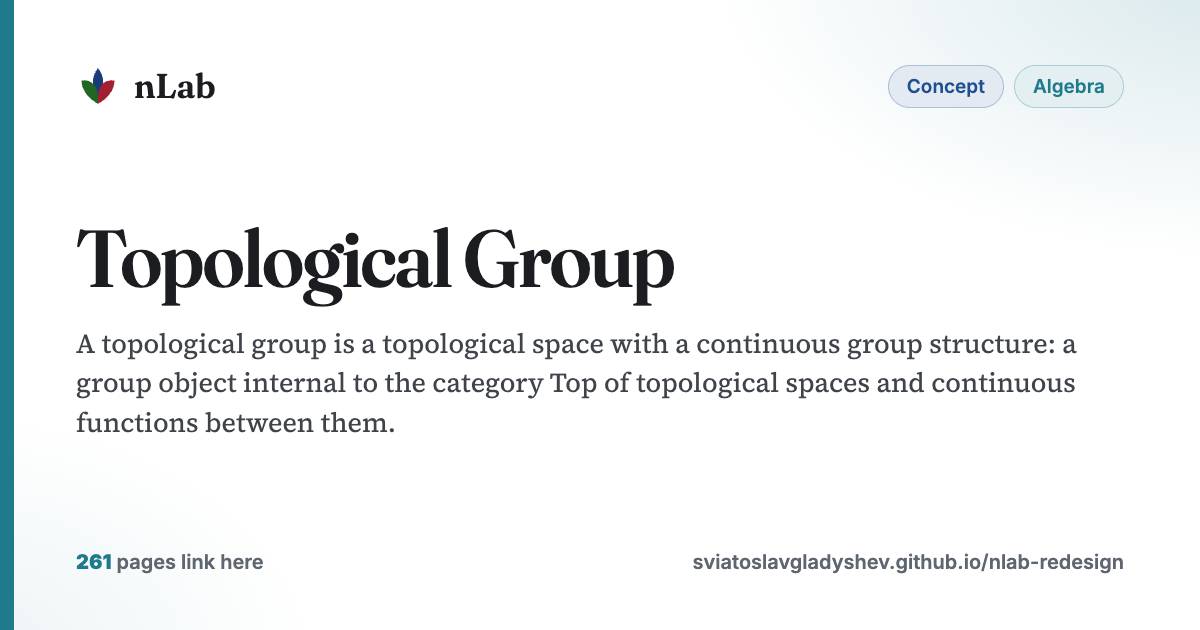 nLab
Concept
Algebra
Topological Group
A topological group is a topological space with a continuous group structure: a
group object internal to the category Top of topological spaces and continuous
functions between them.
261 pages link here
sviatoslavgladyshev.github.io/nlab-redesign